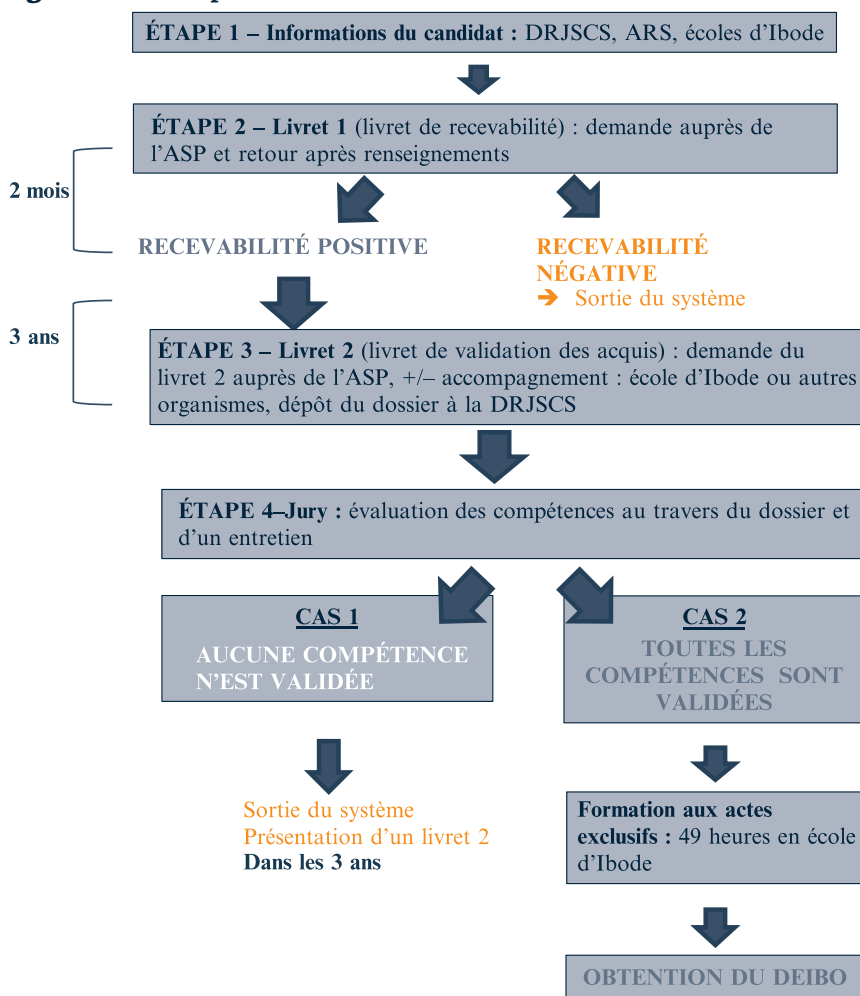 ÉTAPE 1 – Informations du candidat : DRJSCS, ARS, écoles d'Ibode
ÉTAPE 2 – Livret 1 (livret de recevabilité) : demande auprès de
l'ASP et retour après renseignements
2 mois
RECEVABILITÉ POSITIVE
RECEVABILITÉ
NÉGATIVE
➔ Sortie du système
3 ans
ÉTAPE 3 – Livret 2 (livret de validation des acquis) : demande du
livret 2 auprès de l'ASP, +/– accompagnement : école d'Ibode ou autres
organismes, dépôt du dossier à la DRJSCS
ÉTAPE 4–Jury : évaluation des compétences au travers du dossier et
d'un entretien
CAS 1
AUCUNE COMPÉTENCE
N'EST VALIDÉE
CAS 2
TOUTES LES
COMPÉTENCES SONT
VALIDÉES
Sortie du système
Présentation d'un livret 2
Dans les 3 ans
Formation aux actes
exclusifs : 49 heures en école
d'Ibode
OBTENTION DU DEIBO